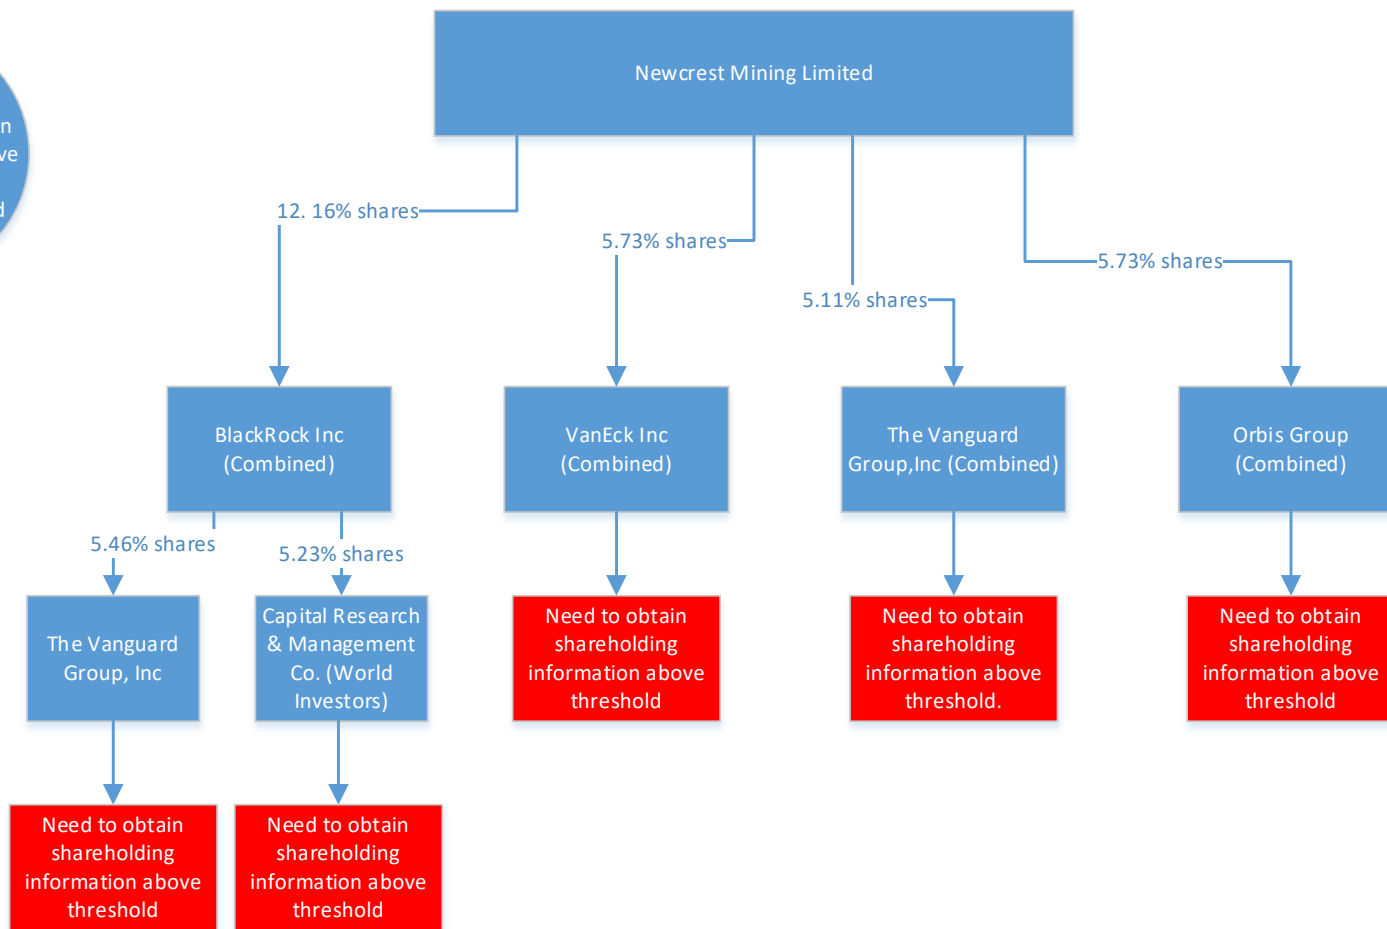 Newcrest Mining Limited
n
ve
d
12. 16% shares
5.73% shares
5.11% shares
5.73% shares
BlackRock Inc
(Combined)
VanEck Inc
(Combined)
The Vanguard
Group,Inc (Combined)
Orbis Group
(Combined)
5.46% shares
5.23% shares
The Vanguard
Group, Inc
Capital Research
& Management
Co. (World
Investors)
Need to obtain
shareholding
information above
threshold
Need to obtain
shareholding
information above
threshold.
Need to obtain
shareholding
information above
threshold
Need to obtain
shareholding
information above
threshold
Need to obtain
shareholding
information above
threshold